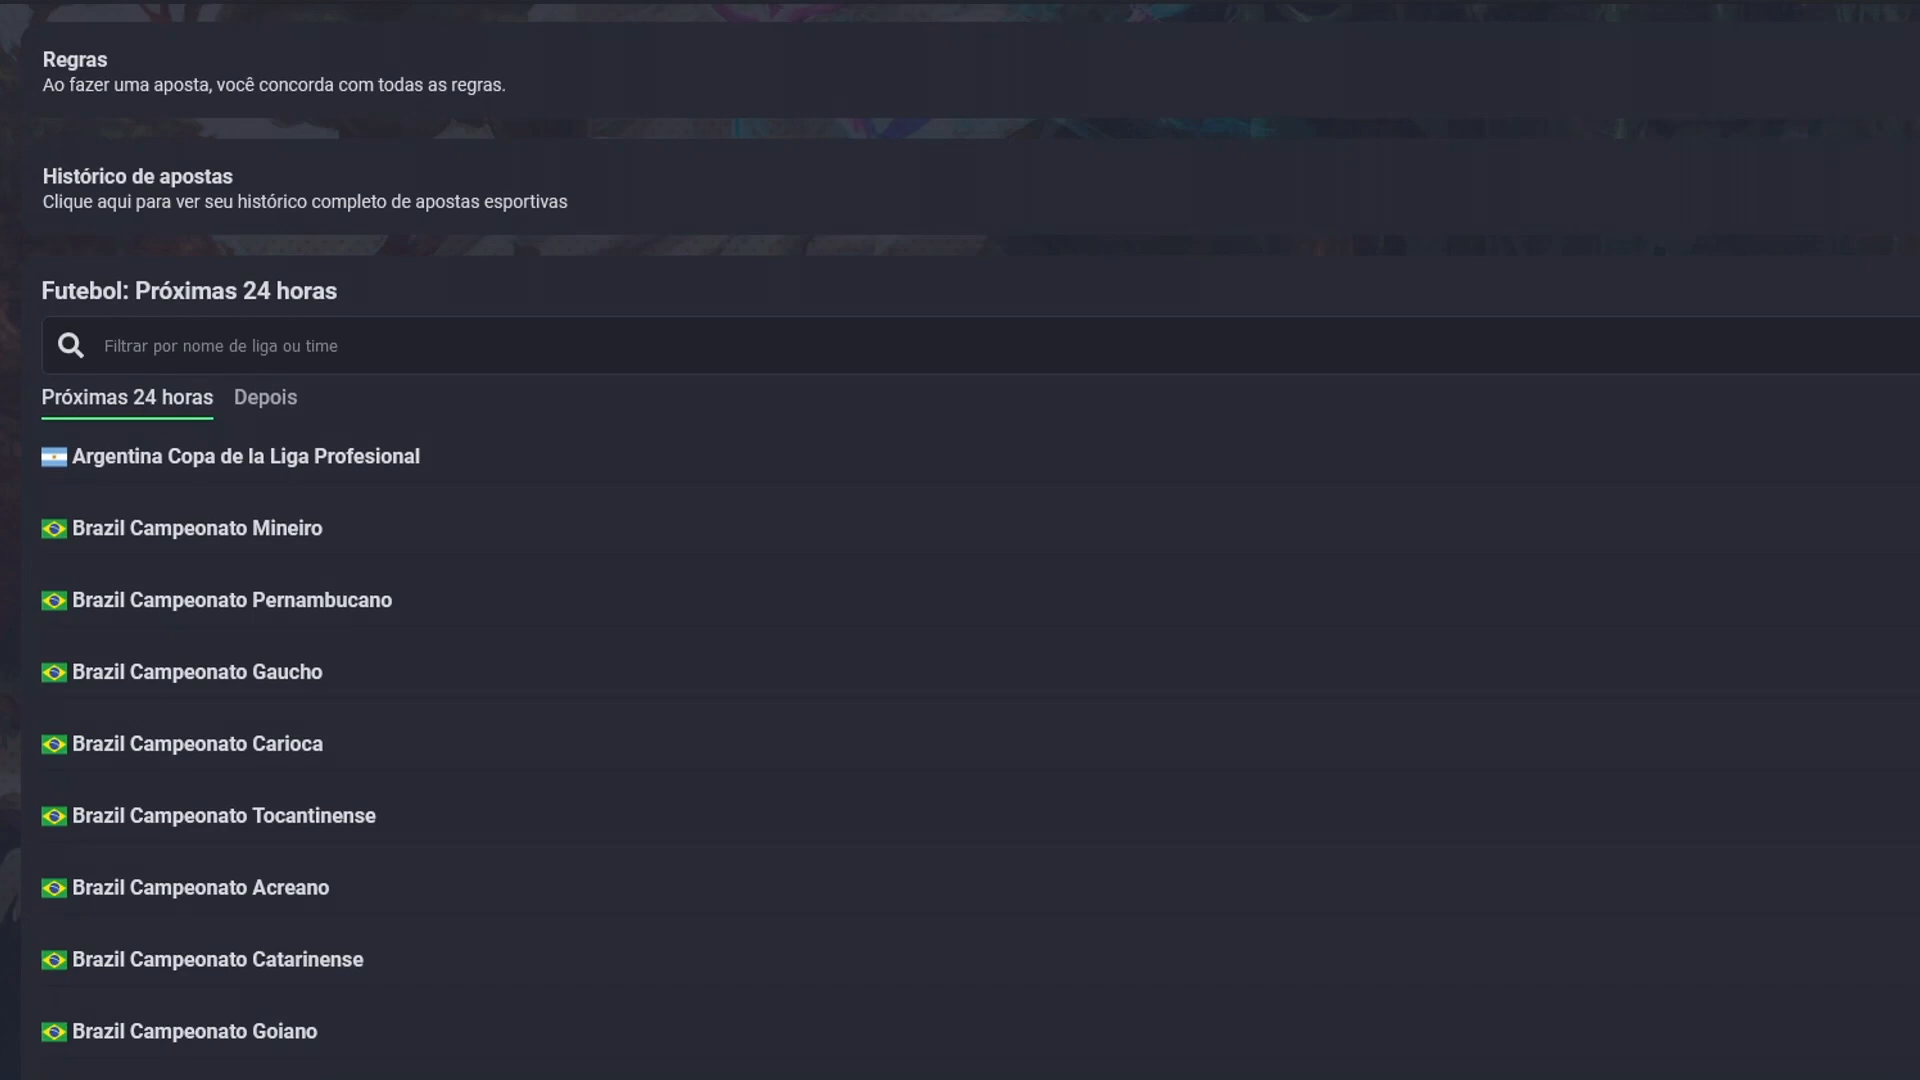 Regras
Ao fazer uma aposta, você concorda com todas as regras.
Histórico de apostas
Clique aqui para ver seu histórico completo de apostas esportivas
Futebol: Próximas 24 horas
Filtrar por nome de liga ou time
Próximas 24 horas Depois
Argentina Copa de la Liga Profesional
Brazil Campeonato Mineiro
Brazil Campeonato Pernambucano
Brazil Campeonato Gaucho
Brazil Campeonato Carioca
Brazil Campeonato Tocantinense
Brazil Campeonato Acreano
Brazil Campeonato Catarinense
Brazil Campeonato Goiano